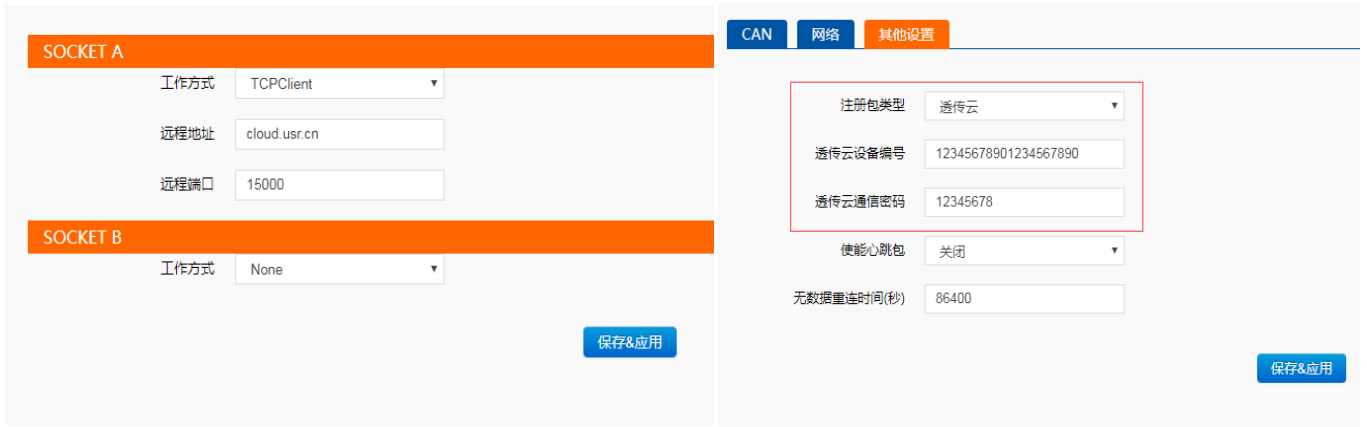 SOCKET A
工作方式 TCPClient
远程地址 cloud.usr.cn
远程端口 15000
SOCKET B
工作方式 None
保存&应用
CAN 网络 其他设置
注册包类型 透传云
透传云设备编号 12345678901234567890
透传云通信密码 12345678
使能心跳包 关闭
无数据重连时间(秒) 86400
保存&应用